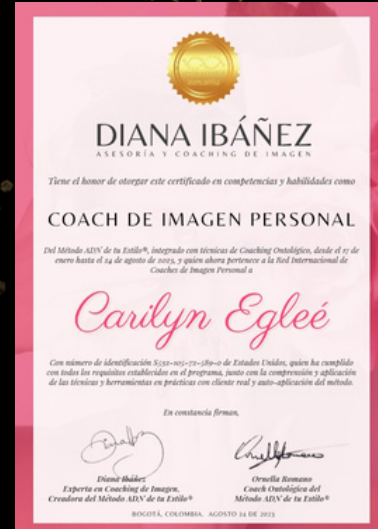 DIANA IBÁÑEZ
ASESORÍA Y COACHING DE IMAGEN
Tiene el honor de otorgar este certificado en competencias y habilidades como
COACH DE IMAGEN PERSONAL
Del Método ADN de tu Estilo®, integrado con técnicas de Coaching Ontológico, desde el 17 de
enero hasta el 24 de agosto de 2023, y quien ahora pertenece a la Red Internacional de
Coaches de Imagen Personal a
Carilyn Egleé
Con número de identificación
de Estados Unidos, quien ha cumplido
con todos los requisitos establecidos en el programa, junto con la comprensión y aplicación
de las técnicas y herramientas en prácticas con cliente real y auto-aplicación del método.
En constancia firman,
Diana Ibáñez
Ornella Romano
Experta en Coaching de Imagen,
Coach Ontológica del
Creadora del Método ADN de tu Estilo®
Método ADN de tu Estilo®
BOGOTÁ, COLOMBIA. AGOSTO 24 DE 2023